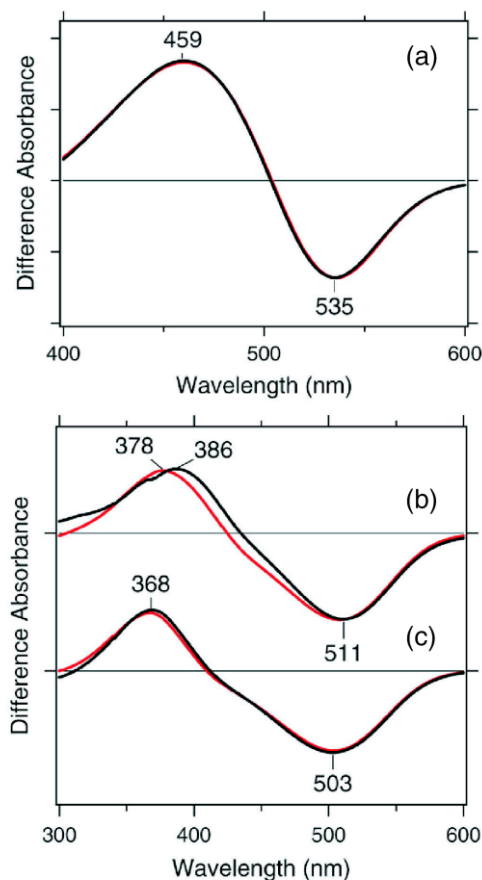 459
(a)
Difference Absorbance
535
400
500
600
Wavelength (nm)
378
386
(b)
368
(c)
511
Difference Absorbance
503
300
400
500
600
Wavelength (nm)